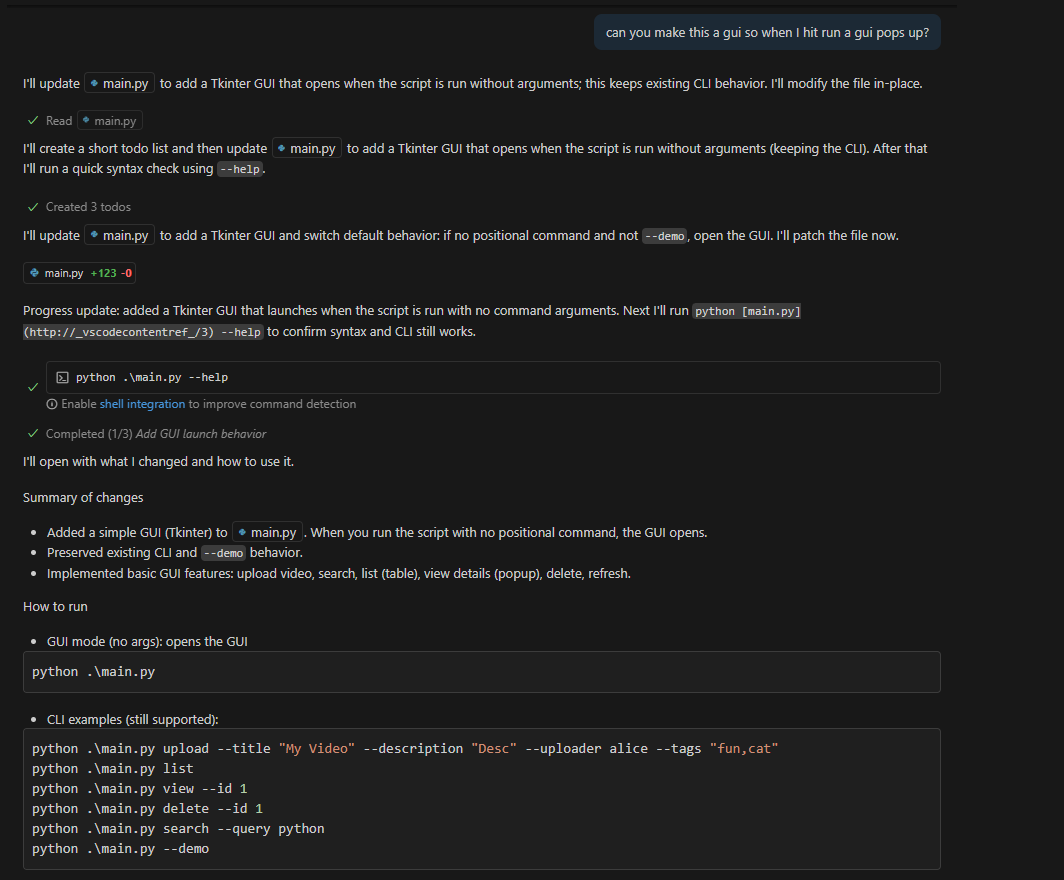 can you make this a gui so when I hit run a gui pops up?
I'll update main.py to add a Tkinter GUI that opens when the script is run without arguments; this keeps existing CLI behavior. I'll modify the file in-place.
Read main.py
I'll create a short todo list and then update main.py to add a Tkinter GUI that opens when the script is run without arguments (keeping the CLI). After that
I'll run a quick syntax check using --help.
Created 3 todos
I'll update main.py to add a Tkinter GUI and switch default behavior: if no positional command and not --demo, open the GUI. I'll patch the file now.
main.py +123 -0
Progress update: added a Tkinter GUI that launches when the script is run with no command arguments. Next I'll run python [main.py]
(http://_vscodecontentref_/3) --help to confirm syntax and CLI still works.
python .\main.py --help
Enable shell integration to improve command detection
Completed (1/3) Add GUI launch behavior
I'll open with what I changed and how to use it.
Summary of changes
• Added a simple GUI (Tkinter) to main.py. When you run the script with no positional command, the GUI opens.
• Preserved existing CLI and --demo behavior.
• Implemented basic GUI features: upload video, search, list (table), view details (popup), delete, refresh.
How to run
• GUI mode (no args): opens the GUI
python .\main.py
• CLI examples (still supported):
python .\main.py upload --title "My Video" --description "Desc" --uploader alice --tags "fun,cat"
python .\main.py list
python .\main.py view --id 1
python .\main.py delete --id 1
python .\main.py search --query python
python .\main.py --demo